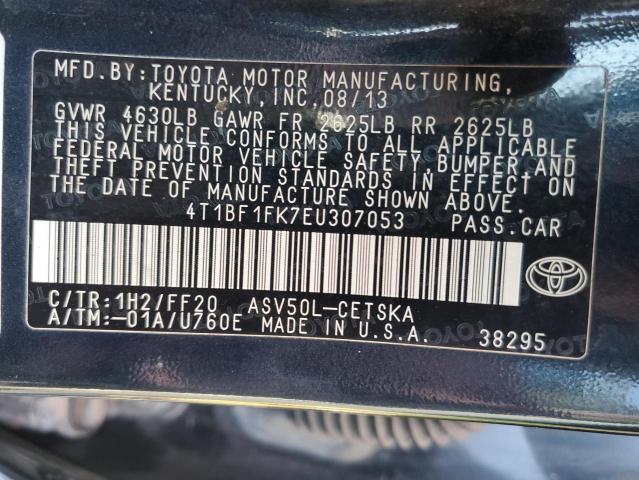 MFD.BY:TOYOTA MOTOR MANUFACTURING,
KENTUCKY,INC.08/13
GVWR 4630LB GAWR FR 2625LB RR 2625LB
THIS VEHICLE CONFORMS TO ALL APPLICABLE
FEDERAL MOTOR VEHICLE SAFETY,BUMPER,AND
THEFT PREVENTION STANDARDS IN EFFECT ON
THE DATE OF MANUFACTURE SHOWN ABOVE.
4T1BF1FK7EU307053 PASS.CAR
C/TR:1H2/FF20 ASV50L-CETSKA
A/TM:-01A/U760E MADE IN U.S.A. 38295